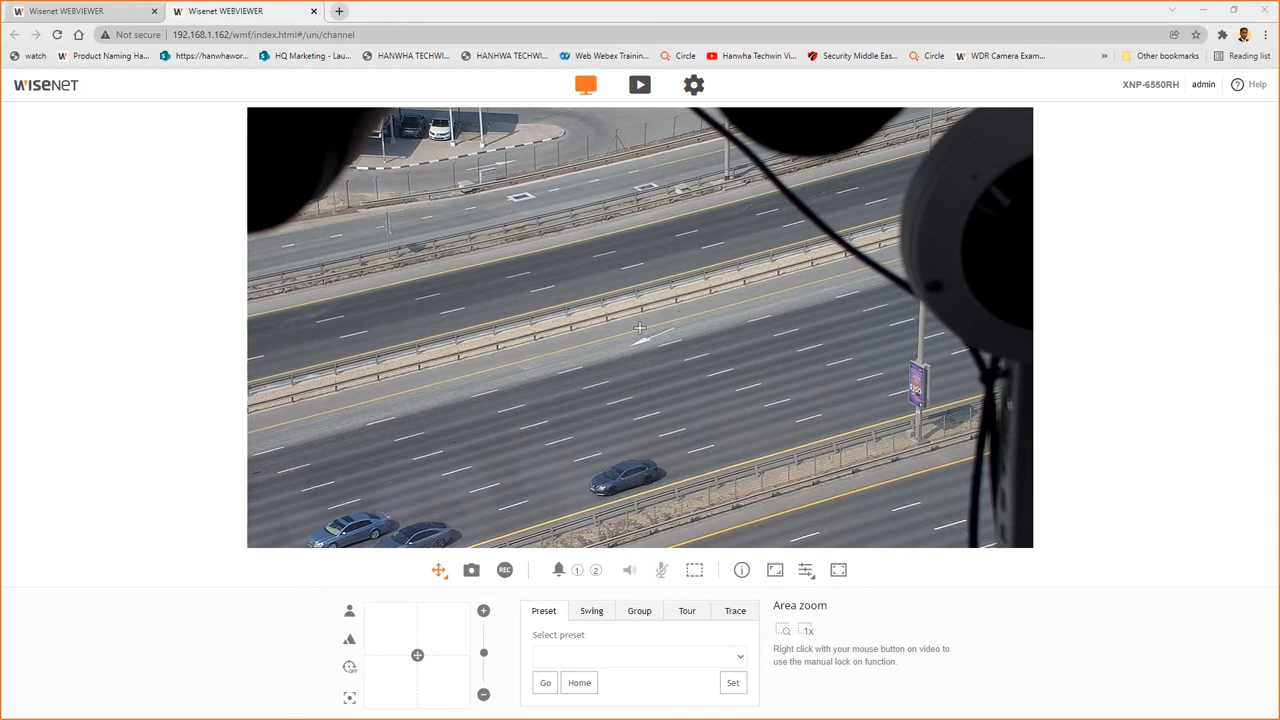 Wisenet WEBVIEWER
Wisenet WEBVIEWER
Not secure
192.168.1.162/wmf/index.html#/uni/channel
watch
Product Naming Ha...
https://hanwhawor...
HQ Marketing - Lau...
HANWHA TECHWI...
HANHWA TECHWI...
Web Webex Training...
Circle
Hanwha Techwin Vi...
Security Middle Eas...
Circle
WDR Camera Exam...
»
Other bookmarks
Reading list
WISENET
XNP-6550RH
admin
Help
REC
1
2
OFF
Preset
Swing
Group
Tour
Trace
Select preset
Go
Home
Set
Area zoom
1x
Right click with your mouse button on video to
use the manual lock on function.